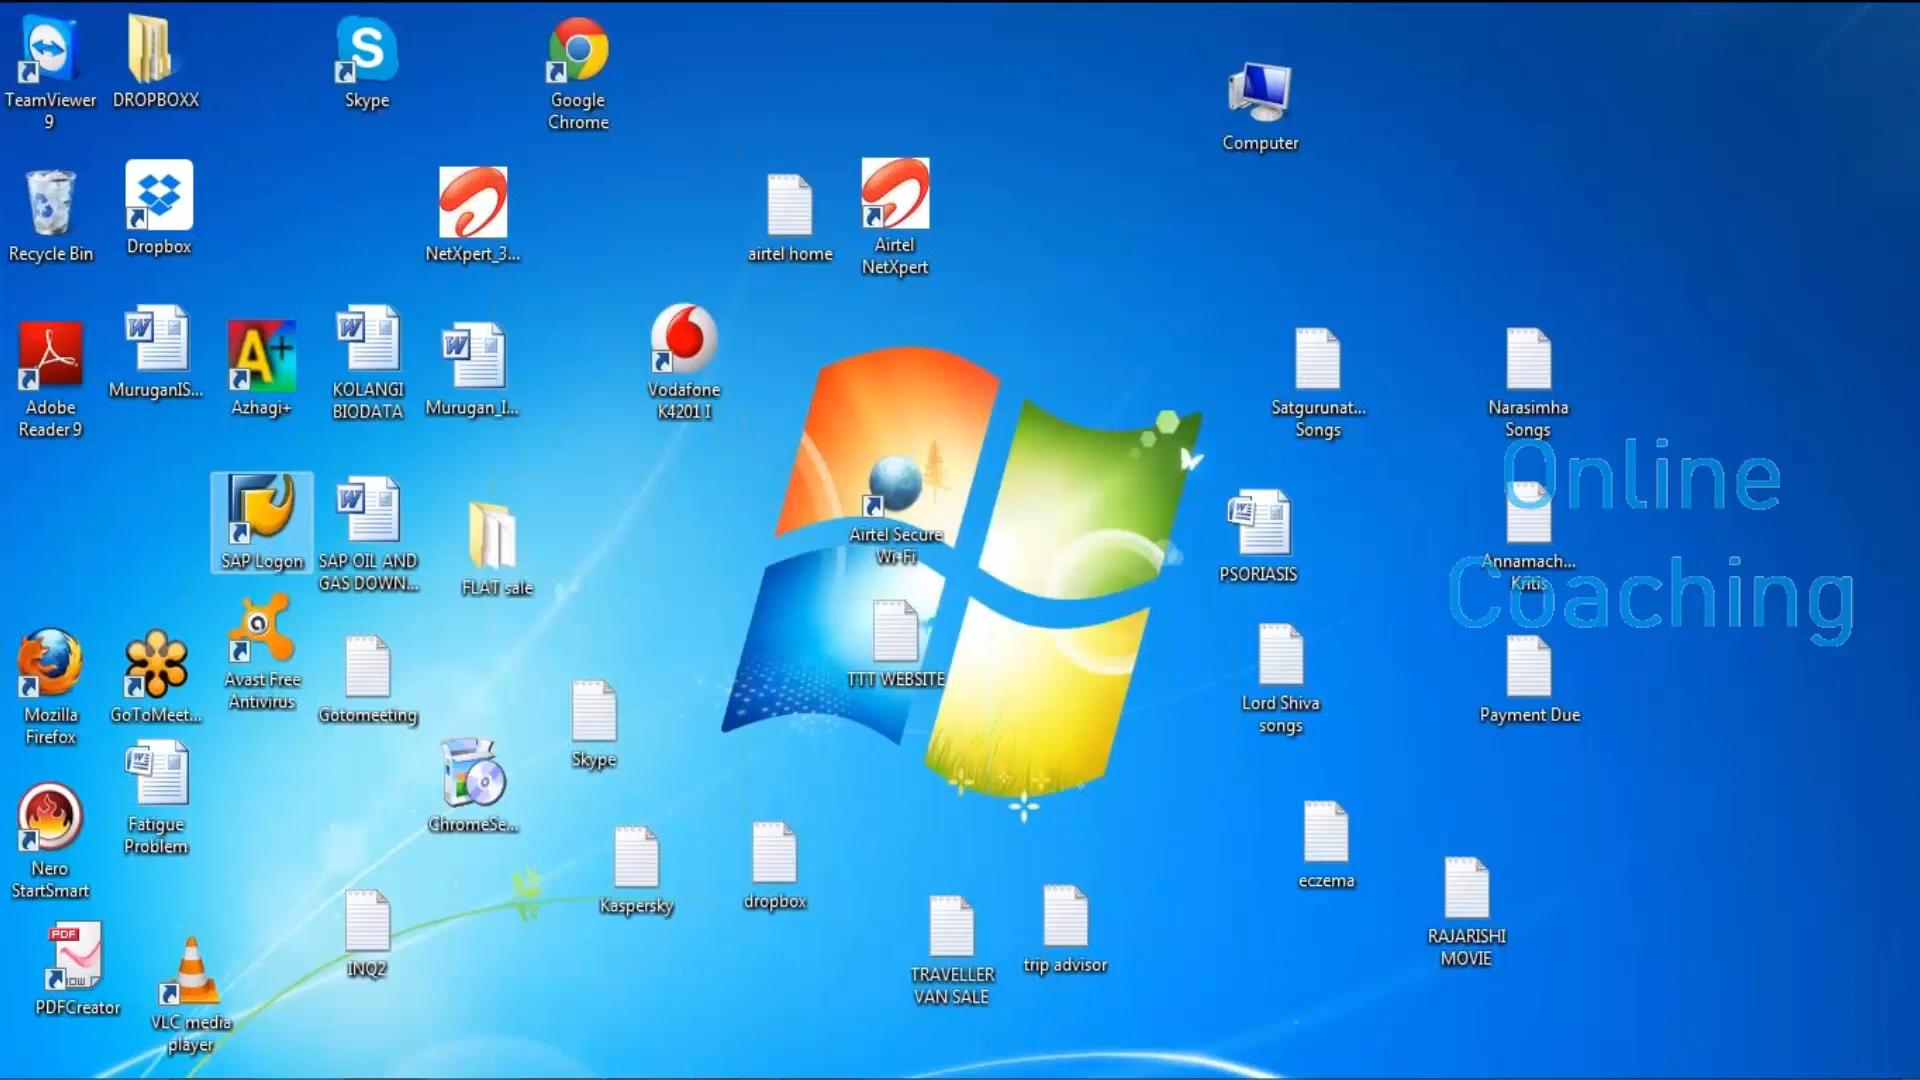 TeamViewer
9
DROPBOXX
Skype
Google
Chrome
Computer
Recycle Bin
Dropbox
NetXpert_3...
airtel home
Airtel
NetXpert
Adobe
Reader 9
MuruganIS...
A+
Azhagi+
KOLANGI
BIODATA
Murugan_I...
Vodafone
K4201 I
Satgurunat...
Songs
Narasimha
Songs
Online
Coaching
SAP Logon
SAP OIL AND
GAS DOWN...
FLAT sale
Airtel Secure
Wi-Fi
PSORIASIS
Annamach...
Kritis
Mozilla
Firefox
GoToMeet...
Avast Free
Antivirus
Gotomeeting
Skype
TTT WEBSITE
Lord Shiva
songs
Payment Due
Nero
StartSmart
Fatigue
Problem
ChromeSe...
Kaspersky
dropbox
eczema
PDF
PDFCreator
VLC media
player
INQ2
TRAVELLER
VAN SALE
trip advisor
RAJARISHI
MOVIE